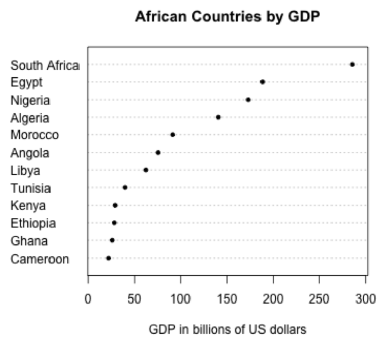 African Countries by GDP
South Africa
Egypt
Nigeria
Algeria
Morocco
Angola
Libya
Tunisia
Kenya
Ethiopia
Ghana
Cameroon
0 50 100 150 200 250 300
GDP in billions of US dollars